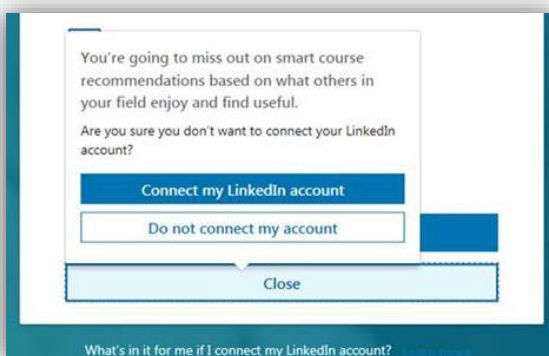 You're going to miss out on smart course
recommendations based on what others in
your field enjoy and find useful.
Are you sure you don't want to connect your LinkedIn
account?
Connect my LinkedIn account
Do not connect my account
Close
What's in it for me if I connect my LinkedIn account?